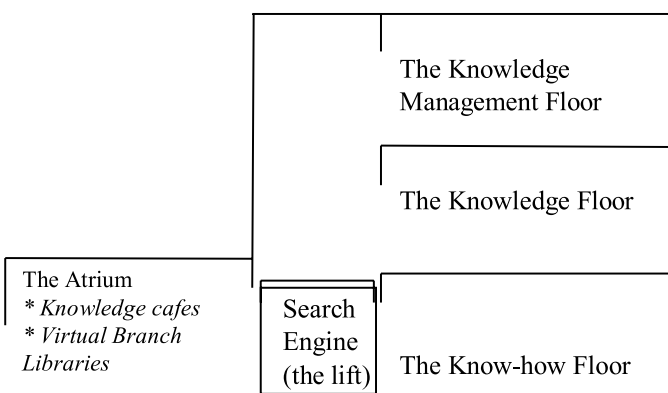 The Knowledge
Management Floor
The Knowledge Floor
The Atrium
* Knowledge cafes
* Virtual Branch
Libraries
Search
Engine
(the lift)
The Know-how Floor